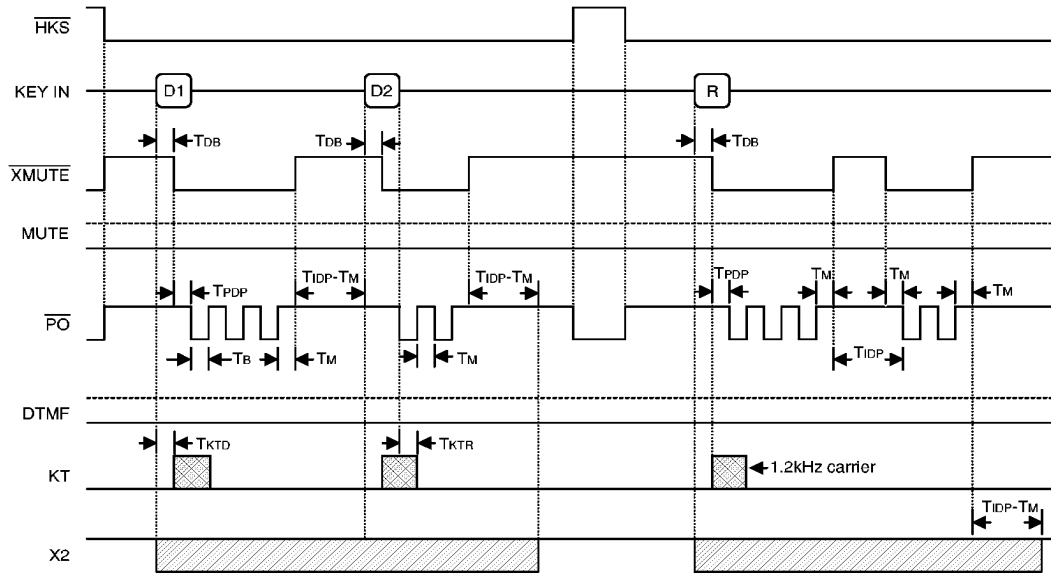 HKS
KEY IN D1 D2 R
TDB TDB TDB
XMUTE
MUTE
TPDP TIDP-TM TIDP-TM TPDP TM TM TM
PO
TB TM TM TIDP
DTMF
TKTD TKTR
KT 1.2kHz carrier
TIDP-TM
X2